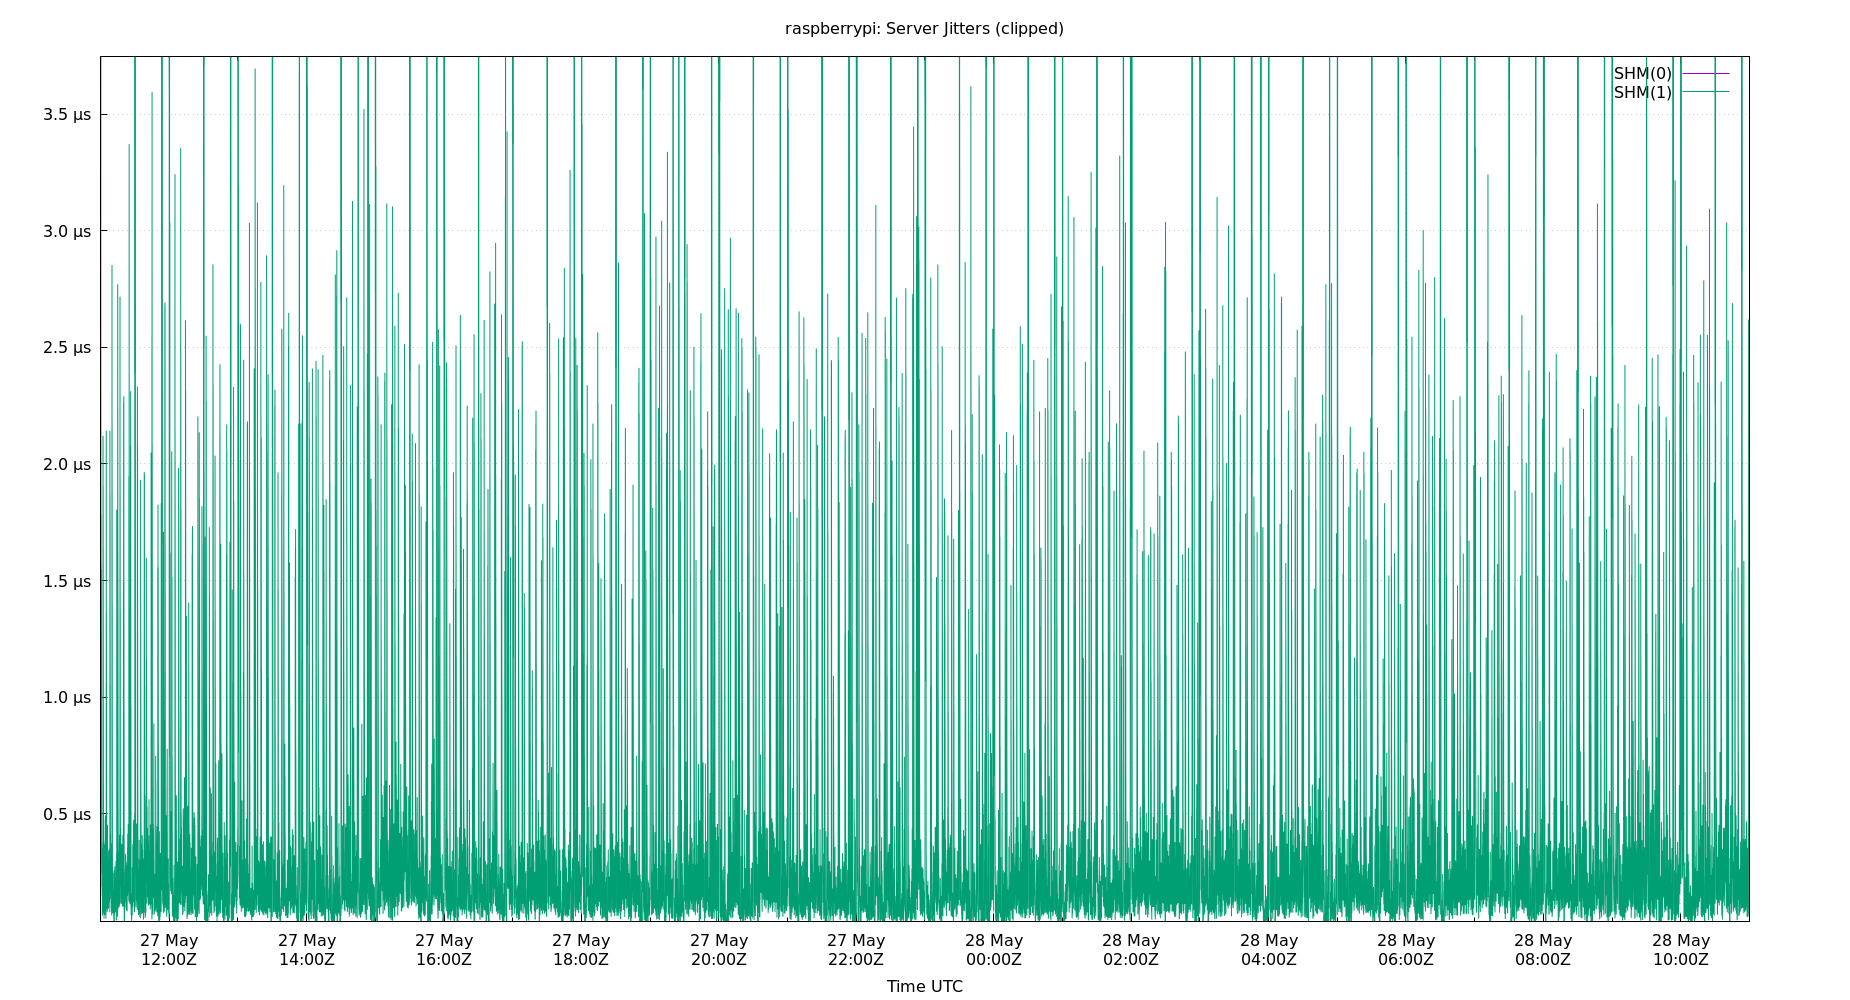 raspberrypi: Server Jitters (clipped)
SHM(0)
SHM(1)
3.5 µs
3.0 µs
2.5 µs
2.0 µs
1.5 µs
1.0 µs
0.5 µs
27 May 27 May 27 May 27 May 27 May 27 May 28 May 28 May 28 May 28 May 28 May 28 May
12:00Z 14:00Z 16:00Z 18:00Z 20:00Z 22:00Z 00:00Z 02:00Z 04:00Z 06:00Z 08:00Z 10:00Z
Time UTC